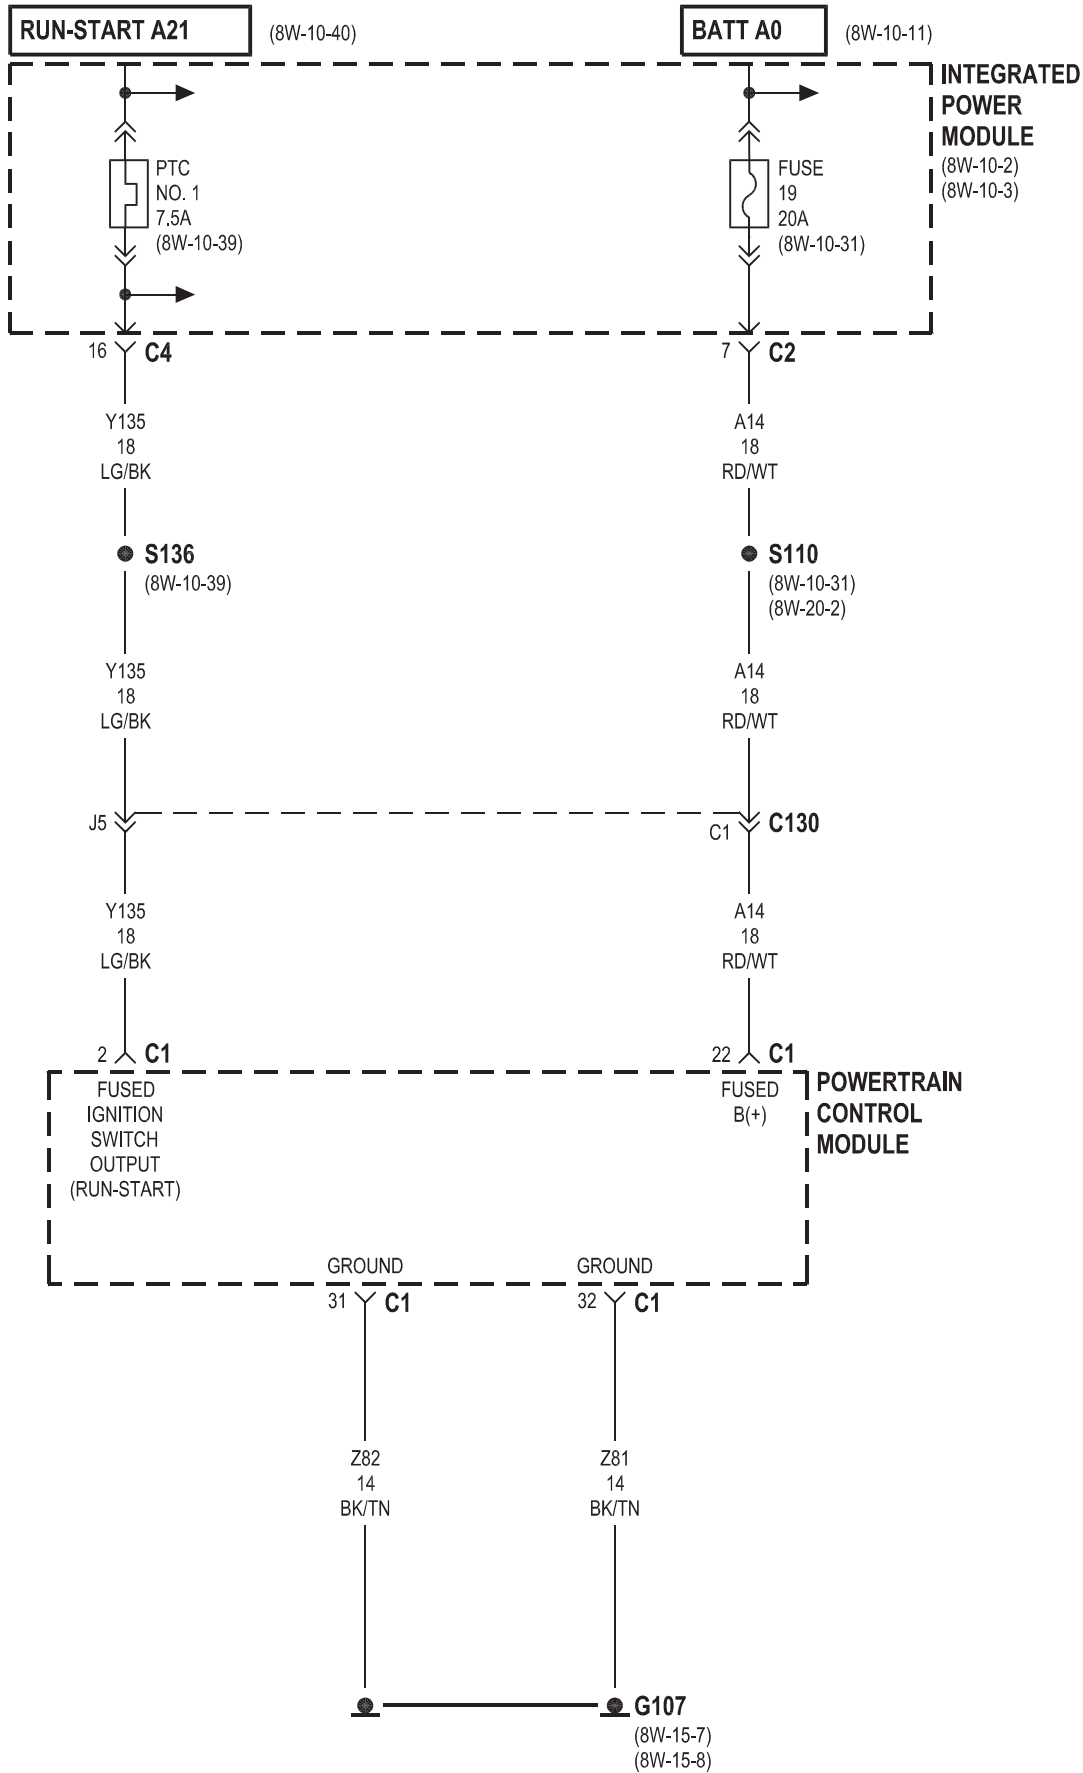 RUN-START A21 (8W-10-40) BATT A0 (8W-10-11)
INTEGRATED
POWER
MODULE
(8W-10-2)
(8W-10-3)
PTC
NO. 1
7.5A
(8W-10-39)
FUSE
19
20A
(8W-10-31)
16 C4
7 C2
Y135
18
LG/BK
A14
18
RD/WT
S136
(8W-10-39)
S110
(8W-10-31)
(8W-20-2)
Y135
18
LG/BK
A14
18
RD/WT
J5
C1 C130
Y135
18
LG/BK
A14
18
RD/WT
2 C1
22 C1
FUSED
IGNITION
SWITCH
OUTPUT
(RUN-START)
FUSED
B(+)
POWERTRAIN
CONTROL
MODULE
GROUND
GROUND
31 C1
32 C1
Z82
14
BK/TN
Z81
14
BK/TN
G107
(8W-15-7)
(8W-15-8)